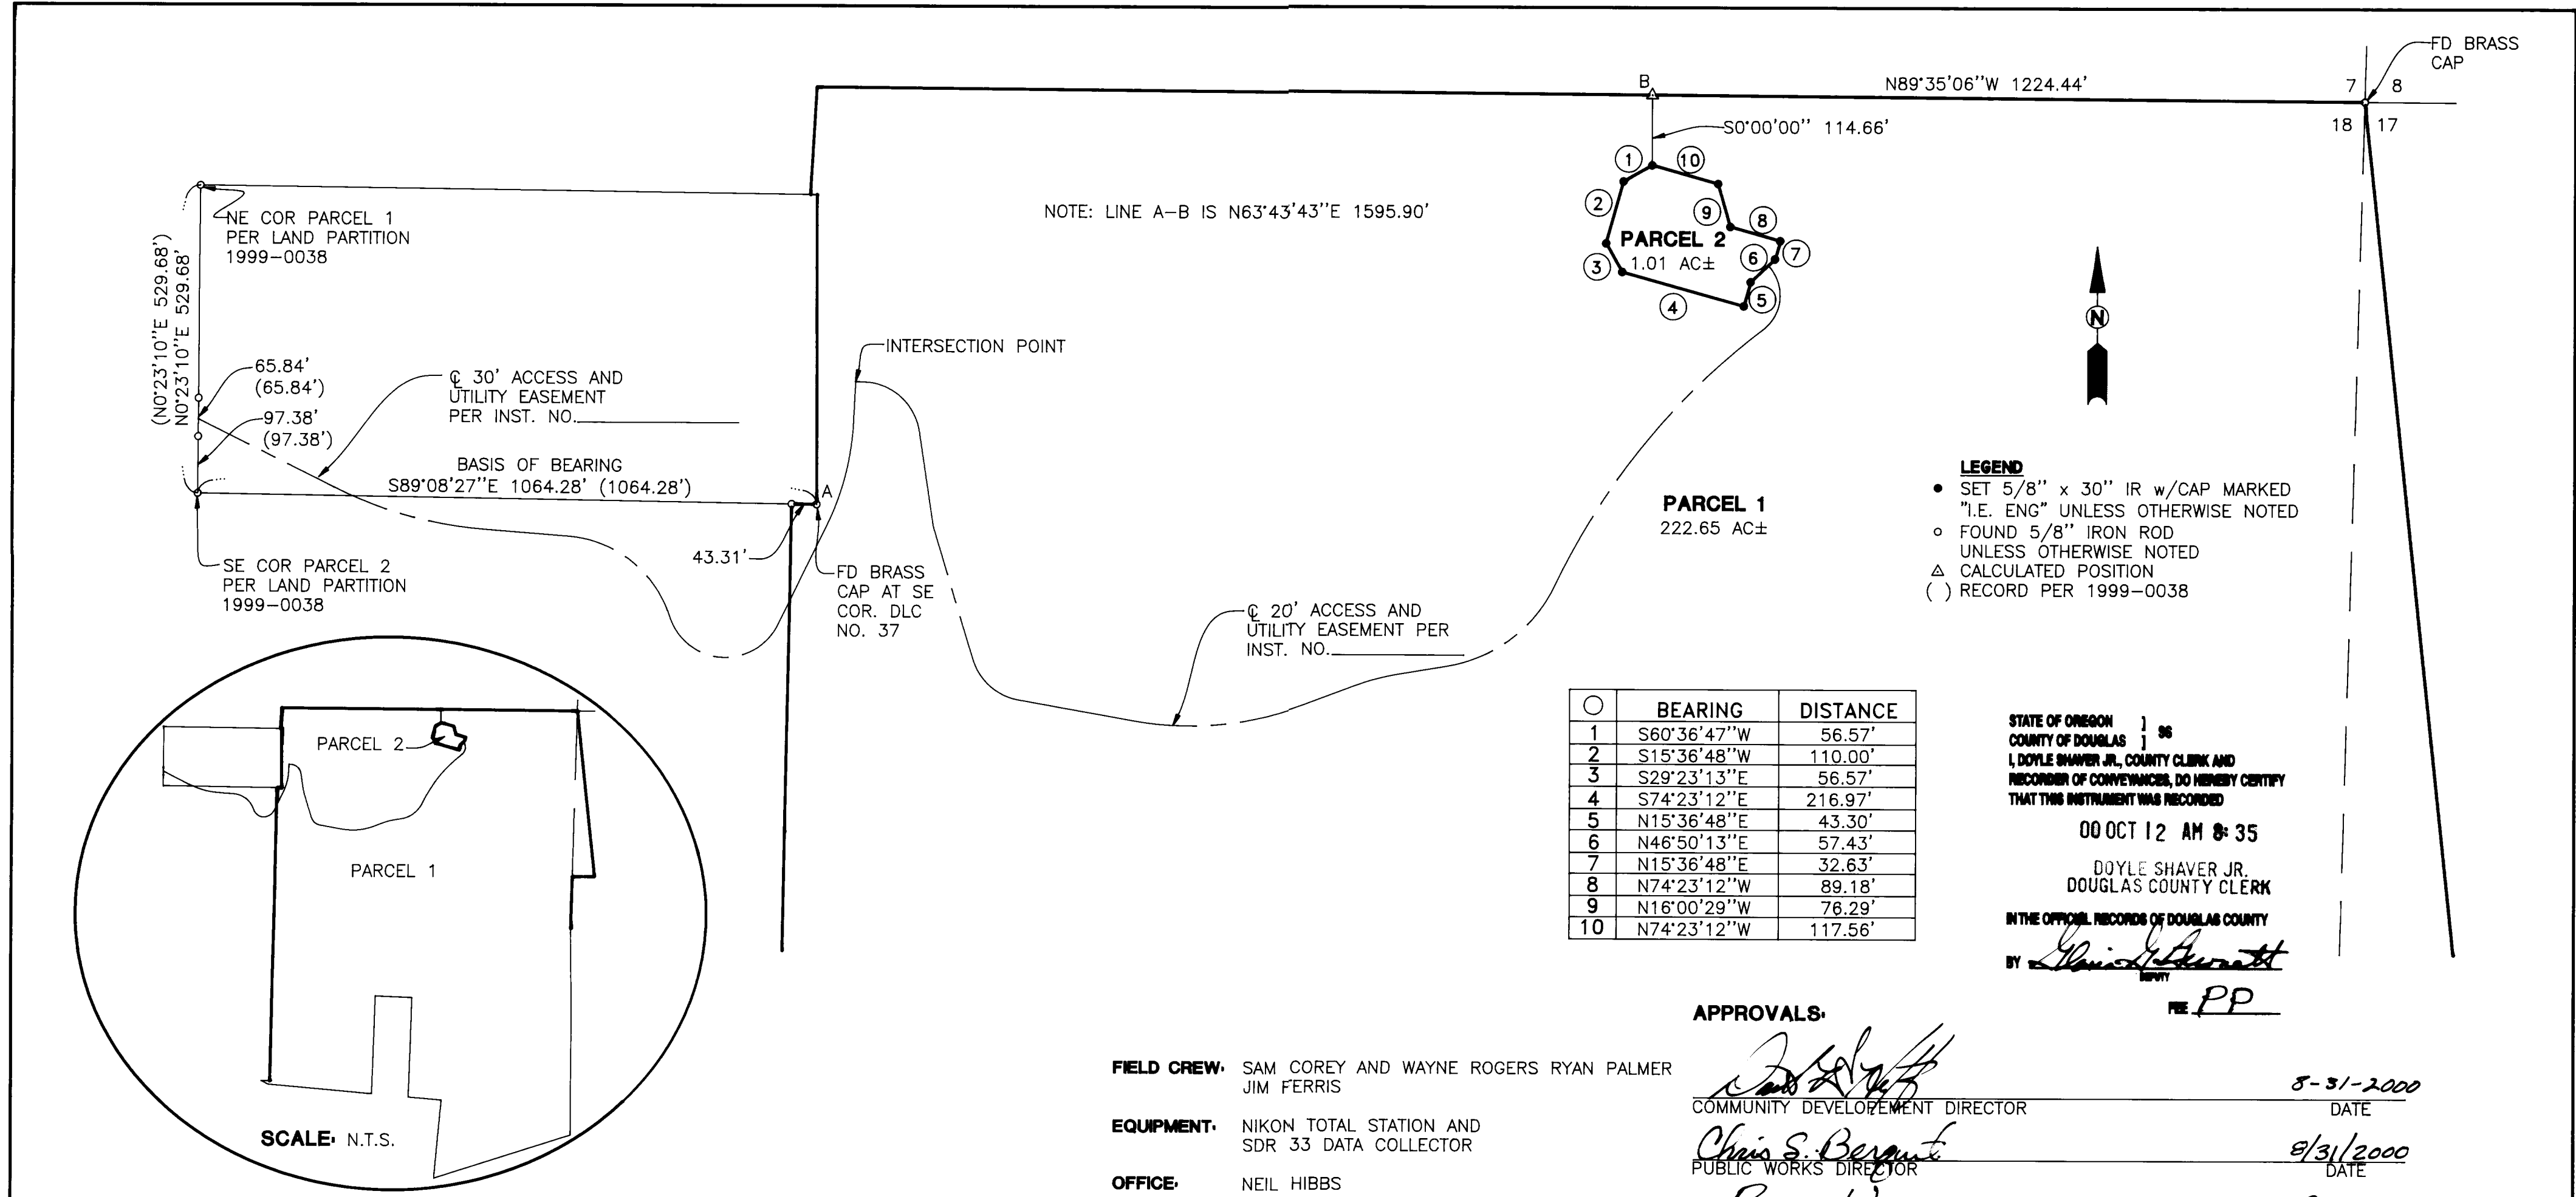 FD BRASS
CAP
B
N89°35'06"W 1224.44'
7 8
18 17
S0°00'00" 114.66'
1
10
2
9
8
7
6
3
5
4
PARCEL 2
1.01 AC±
NOTE: LINE A-B IS N63°43'43"E 1595.90'
NE COR PARCEL 1
PER LAND PARTITION
1999-0038
(N0°23'10"E 529.68')
N0°23'10"E 529.68'
65.84'
(65.84')
97.38'
(97.38')
℄ 30' ACCESS AND
UTILITY EASEMENT
PER INST. NO.
INTERSECTION POINT
BASIS OF BEARING
S89°08'27"E 1064.28' (1064.28')
A
43.31'
SE COR PARCEL 2
PER LAND PARTITION
1999-0038
FD BRASS
CAP AT SE
COR. DLC
NO. 37
℄ 20' ACCESS AND
UTILITY EASEMENT PER
INST. NO.
PARCEL 1
222.65 AC±
N
LEGEND
● SET 5/8" x 30" IR w/CAP MARKED
"I.E. ENG" UNLESS OTHERWISE NOTED
○ FOUND 5/8" IRON ROD
UNLESS OTHERWISE NOTED
△ CALCULATED POSITION
( ) RECORD PER 1999-0038
○ BEARING DISTANCE
1 S60°36'47"W 56.57'
2 S15°36'48"W 110.00'
3 S29°23'13"E 56.57'
4 S74°23'12"E 216.97'
5 N15°36'48"E 43.30'
6 N46°50'13"E 57.43'
7 N15°36'48"E 32.63'
8 N74°23'12"W 89.18'
9 N16°00'29"W 76.29'
10 N74°23'12"W 117.56'
STATE OF OREGON ]
COUNTY OF DOUGLAS ] SS
I, DOYLE SHAVER JR., COUNTY CLERK AND
RECORDER OF CONVEYANCES, DO HEREBY CERTIFY
THAT THIS INSTRUMENT WAS RECORDED
00 OCT 12 AM 8:35
DOYLE SHAVER JR.
DOUGLAS COUNTY CLERK
IN THE OFFICIAL RECORDS OF DOUGLAS COUNTY
BY
DEPUTY
FEE PP
PARCEL 2
PARCEL 1
SCALE: N.T.S.
FIELD CREW: SAM COREY AND WAYNE ROGERS RYAN PALMER
JIM FERRIS
EQUIPMENT: NIKON TOTAL STATION AND
SDR 33 DATA COLLECTOR
OFFICE: NEIL HIBBS
APPROVALS:
8-31-2000
COMMUNITY DEVELOPEMENT DIRECTOR DATE
Chris S. 8/31/2000
PUBLIC WORKS DIRECTOR DATE